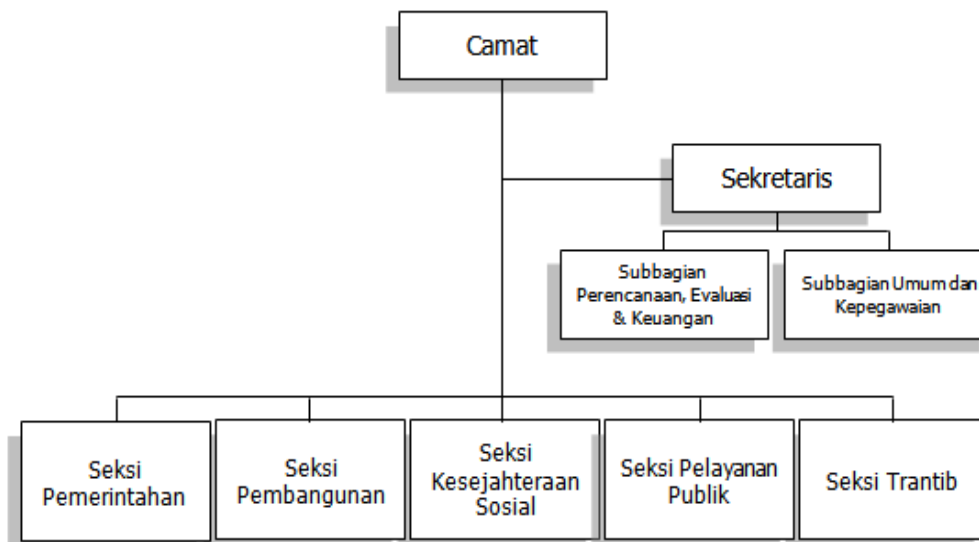 Camat
Sekretaris
Subbagian
Perencanaan, Evaluasi
& Keuangan
Subbagian Umum dan
Kepegawaian
Seksi
Pemerintahan
Seksi
Pembangunan
Seksi
Kesejahteraan
Sosial
Seksi Pelayanan
Publik
Seksi Trantib